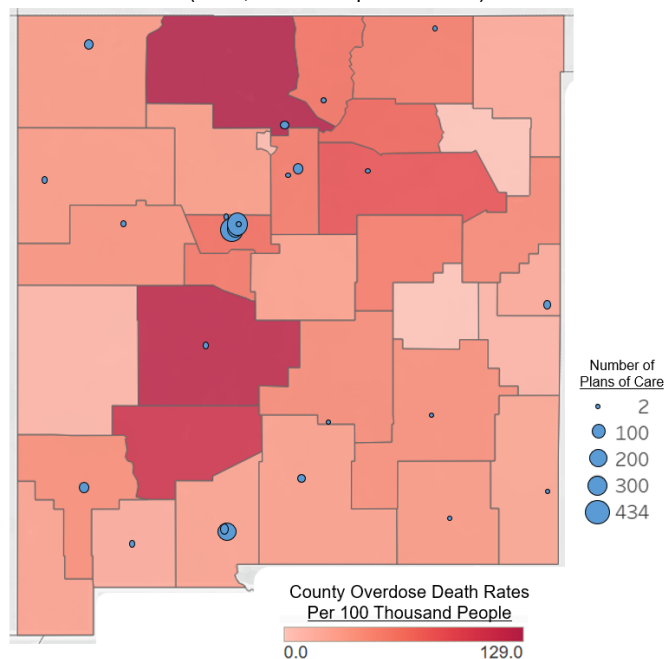 Number of
Plans of Care
2
100
200
300
434
County Overdose Death Rates
Per 100 Thousand People
0.0 129.0